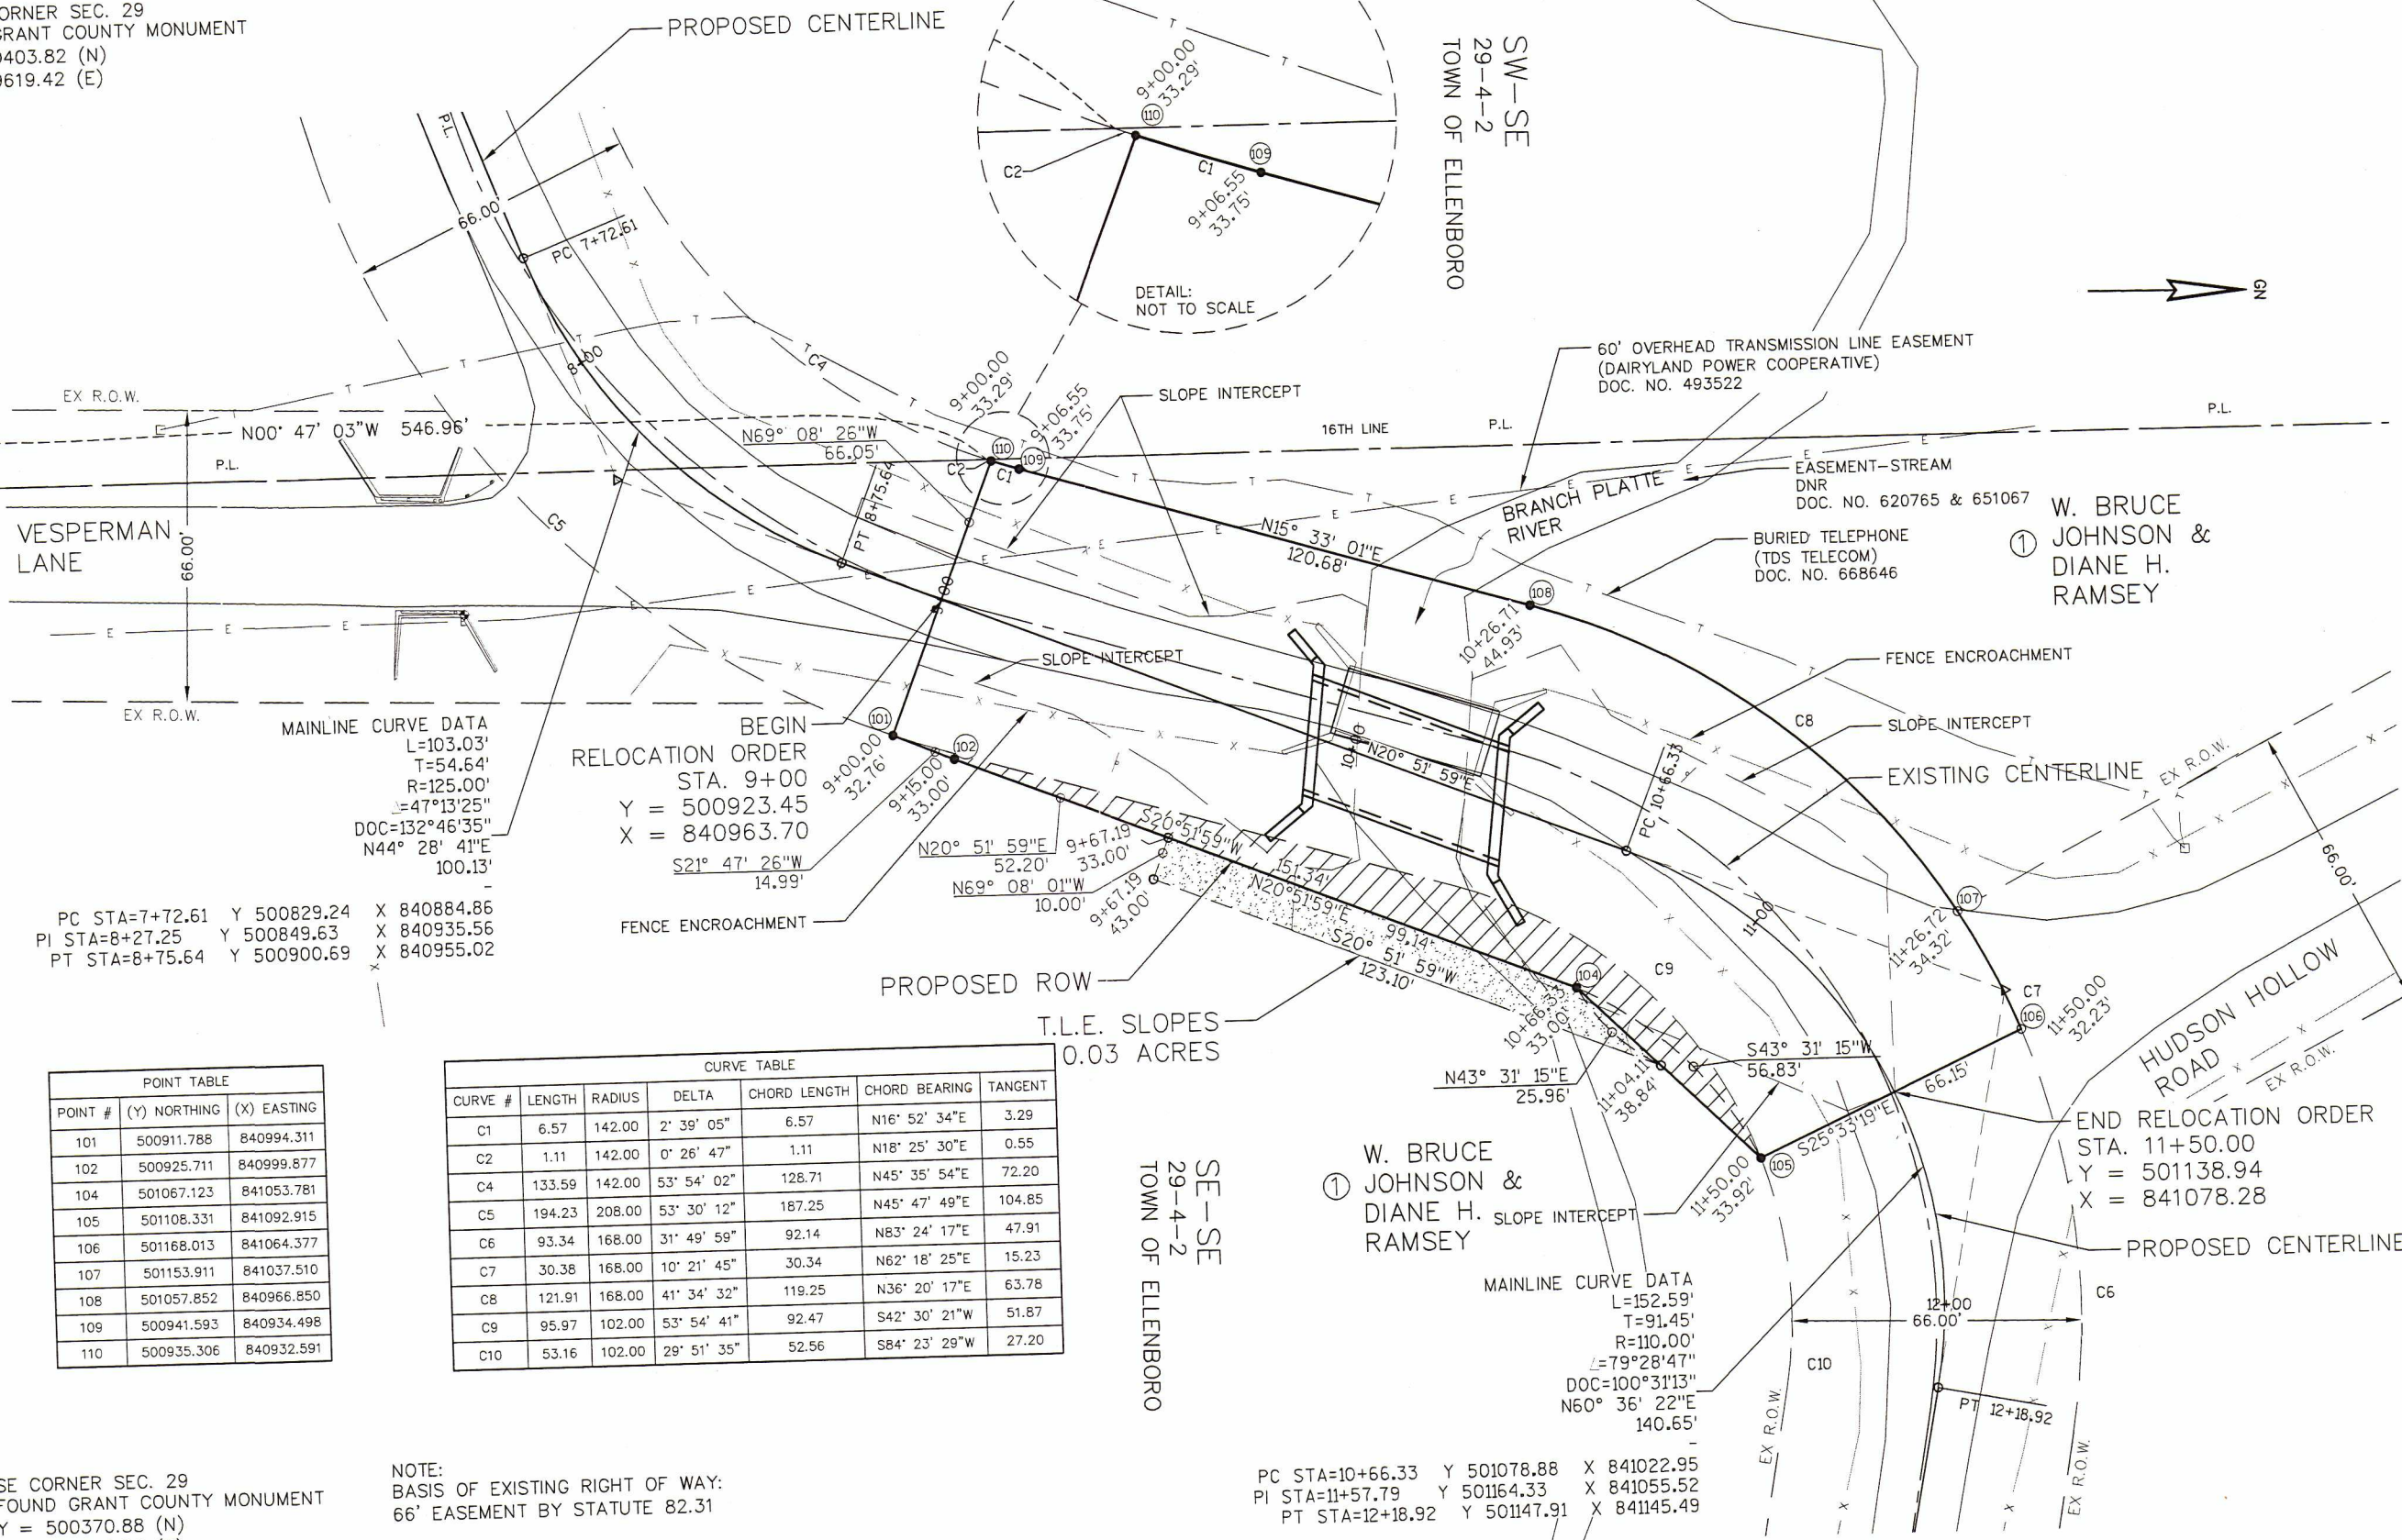 ORNER SEC. 29
GRANT COUNTY MONUMENT
403.82 (N)
619.42 (E)
PROPOSED CENTERLINE
P.L.
66.00'
PC 7+72.61
T
T
9+00.00
33.29'
110
C2
C1
109
9+06.55
33.75'
DETAIL:
NOT TO SCALE
SW-SE
29-4-2
TOWN OF ELLENBORO
GN
60' OVERHEAD TRANSMISSION LINE EASEMENT
(DAIRYLAND POWER COOPERATIVE)
DOC. NO. 493522
EX R.O.W.
N00° 47' 03"W 546.96'
P.L.
8+00
C4
9+00.00
33.29'
9+06.55
33.75'
SLOPE INTERCEPT
N69° 08' 26"W
66.05'
110
109
C2
C1
16TH LINE
P.L.
P.L.
EASEMENT-STREAM
DNR
DOC. NO. 620765 & 651067
BRANCH PLATTE
RIVER
W. BRUCE
1 JOHNSON &
DIANE H.
RAMSEY
BURIED TELEPHONE
(TDS TELECOM)
DOC. NO. 668646
N15° 33' 01"E
120.68'
VESPERMAN
LANE
66.00'
C5
PT 8+75.64
108
10+26.71
44.93'
FENCE ENCROACHMENT
SLOPE INTERCEPT
EX R.O.W.
C8
SLOPE INTERCEPT
EXISTING CENTERLINE
EX R.O.W.
66.00'
MAINLINE CURVE DATA
L=103.03'
T=54.64'
R=125.00'
△=47°13'25"
DOC=132°46'35"
N44° 28' 41"E
100.13'
-
PC STA=7+72.61 Y 500829.24 X 840884.86
PI STA=8+27.25 Y 500849.63 X 840935.56
PT STA=8+75.64 Y 500900.69 X 840955.02
BEGIN
RELOCATION ORDER
STA. 9+00
Y = 500923.45
X = 840963.70
101
102
9+00.00
32.76'
9+15.00
33.00'
S21° 47' 26"W
14.99'
N20° 51' 59"E
52.20'
N69° 08' 01"W
10.00'
9+67.19
33.00'
9+67.19
43.00'
FENCE ENCROACHMENT
PROPOSED ROW
T.L.E. SLOPES
0.03 ACRES
S20°51'59"W
151.34'
N20°51'59"E
99.14'
S20° 51' 59"W
123.10'
10+00
N20° 51' 59"E
PC 10+66.33
11+00
107
11+26.72
34.32'
104
C9
10+66.33
33.00'
C7
106
11+50.00
32.23'
HUDSON HOLLOW
ROAD
EX R.O.W.
S43° 31' 15"W
56.83'
N43° 31' 15"E
25.96'
11+04.11
38.84'
66.15'
S25°33'19"E
105
11+50.00
33.92'
END RELOCATION ORDER
STA. 11+50.00
Y = 501138.94
X = 841078.28
PROPOSED CENTERLINE
POINT TABLE
POINT # (Y) NORTHING (X) EASTING
101 500911.788 840994.311
102 500925.711 840999.877
104 501067.123 841053.781
105 501108.331 841092.915
106 501168.013 841064.377
107 501153.911 841037.510
108 501057.852 840966.850
109 500941.593 840934.498
110 500935.306 840932.591
CURVE TABLE
CURVE # LENGTH RADIUS DELTA CHORD LENGTH CHORD BEARING TANGENT
C1 6.57 142.00 2° 39' 05" 6.57 N16° 52' 34"E 3.29
C2 1.11 142.00 0° 26' 47" 1.11 N18° 25' 30"E 0.55
C4 133.59 142.00 53° 54' 02" 128.71 N45° 35' 54"E 72.20
C5 194.23 208.00 53° 30' 12" 187.25 N45° 47' 49"E 104.85
C6 93.34 168.00 31° 49' 59" 92.14 N83° 24' 17"E 47.91
C7 30.38 168.00 10° 21' 45" 30.34 N62° 18' 25"E 15.23
C8 121.91 168.00 41° 34' 32" 119.25 N36° 20' 17"E 63.78
C9 95.97 102.00 53° 54' 41" 92.47 S42° 30' 21"W 51.87
C10 53.16 102.00 29° 51' 35" 52.56 S84° 23' 29"W 27.20
SE-SE
29-4-2
TOWN OF ELLENBORO
W. BRUCE
1 JOHNSON &
DIANE H.
RAMSEY
SLOPE INTERCEPT
MAINLINE CURVE DATA
L=152.59'
T=91.45'
R=110.00'
△=79°28'47"
DOC=100°31'13"
N60° 36' 22"E
140.65'
-
PC STA=10+66.33 Y 501078.88 X 841022.95
PI STA=11+57.79 Y 501164.33 X 841055.52
PT STA=12+18.92 Y 501147.91 X 841145.49
12+00
66.00'
C6
C10
PT 12+18.92
EX R.O.W.
EX R.O.W.
SE CORNER SEC. 29
FOUND GRANT COUNTY MONUMENT
Y = 500370.88 (N)
NOTE:
BASIS OF EXISTING RIGHT OF WAY:
66' EASEMENT BY STATUTE 82.31